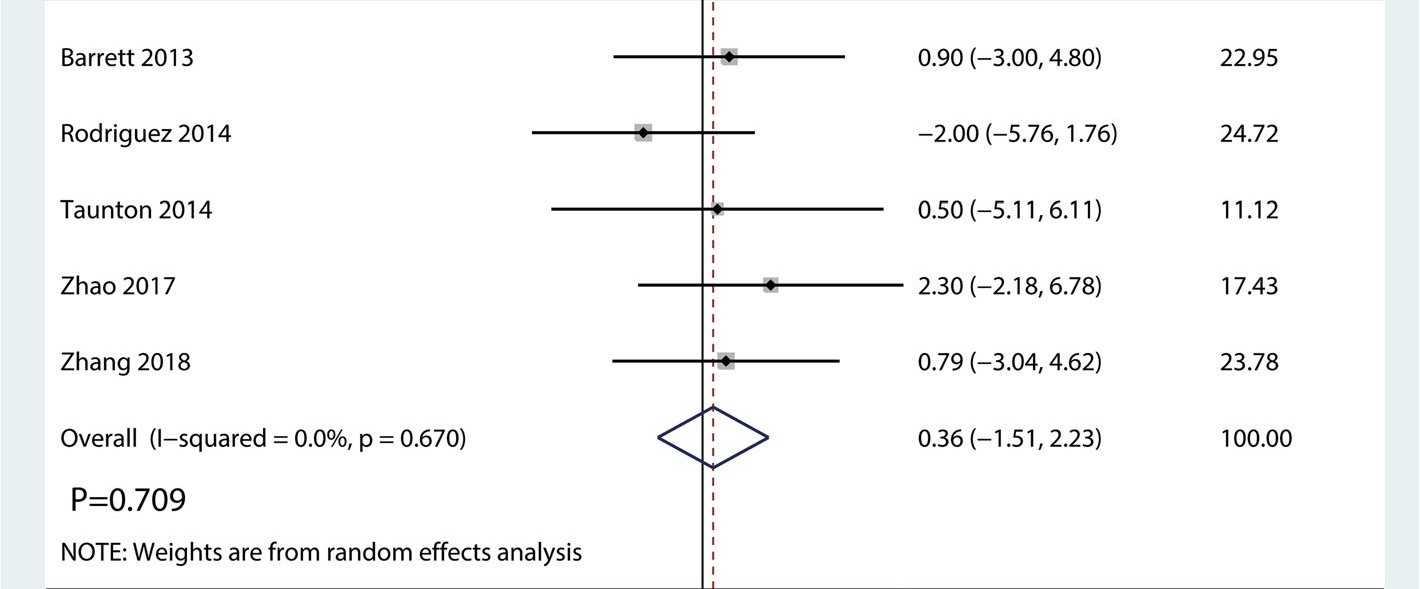 Barrett 2013 0.90 (−3.00, 4.80) 22.95
Rodriguez 2014 −2.00 (−5.76, 1.76) 24.72
Taunton 2014 0.50 (−5.11, 6.11) 11.12
Zhao 2017 2.30 (−2.18, 6.78) 17.43
Zhang 2018 0.79 (−3.04, 4.62) 23.78
Overall (I−squared = 0.0%, p = 0.670) 0.36 (−1.51, 2.23) 100.00
P=0.709
NOTE: Weights are from random effects analysis